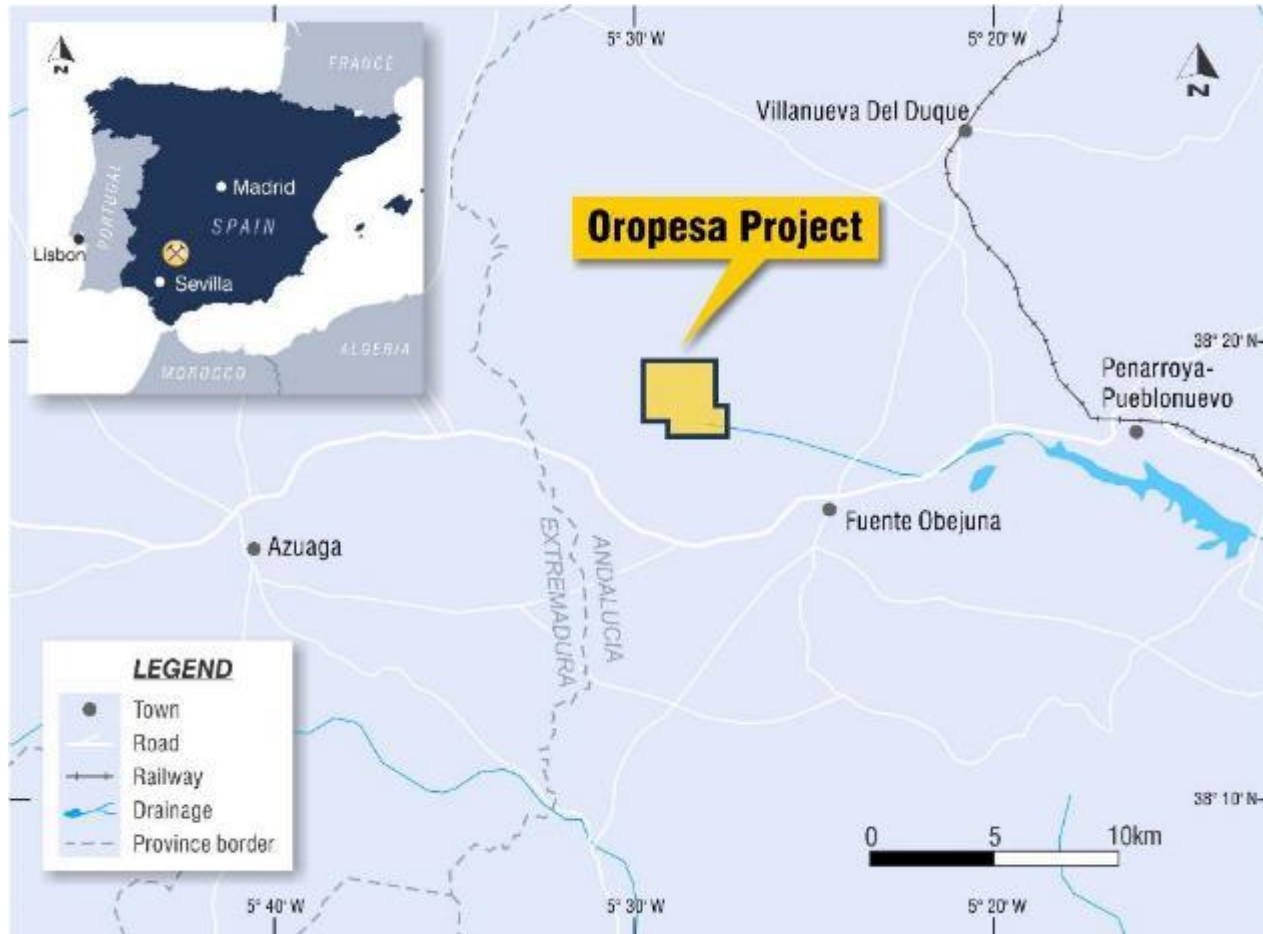 N
FRANCE
PORTUGAL
Madrid
SPAIN
Lisbon
Sevilla
ALGERIA
MOROCCO
5° 30' W
5° 20' W
N
Villanueva Del Duque
Oropesa Project
38° 20' N
Penarroya-
Pueblonuevo
Fuente Obejuna
Azuaga
ANDALUCIA
EXTREMADURA
LEGEND
Town
Road
Railway
Drainage
Province border
38° 10' N
0 5 10km
5° 40' W
5° 30' W
5° 20' W